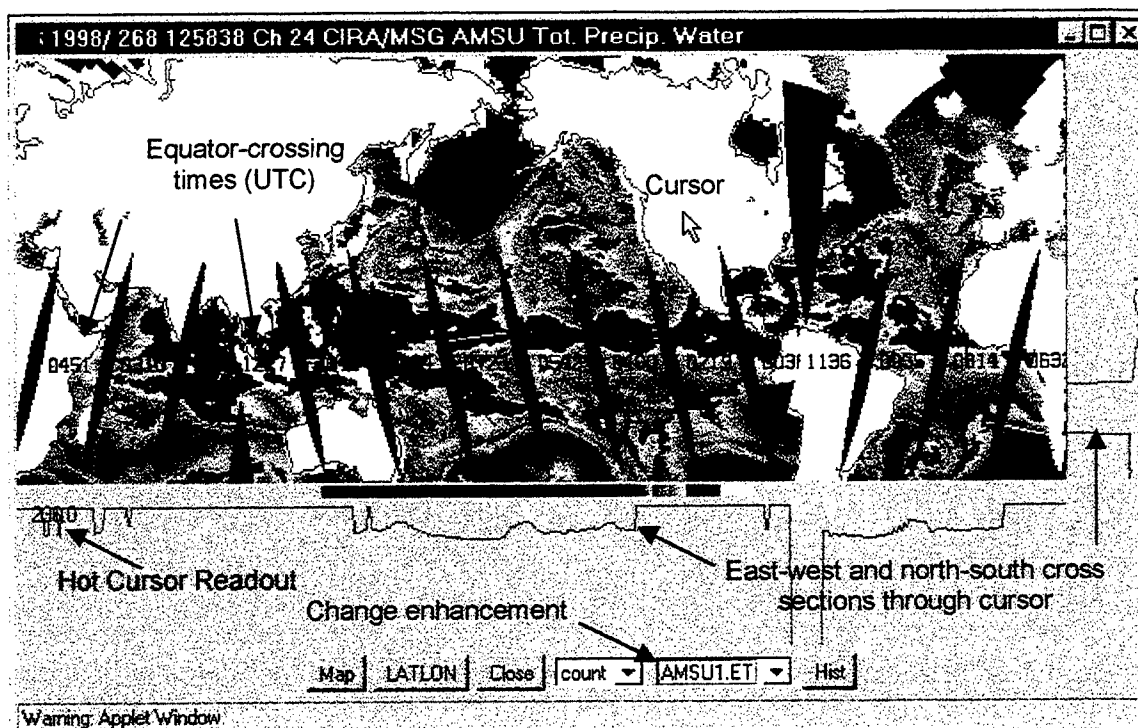 1998/ 268 125838 Ch 24 CIRA/MSG AMSU Tot. Precip. Water
Equator-crossing
times (UTC)
Cursor
0451
1136
0814
Hot Cursor Readout
East-west and north-south cross
sections through cursor
Change enhancement
Map LATLON Close count AMSU1.ET Hist
Warning: Applet Window